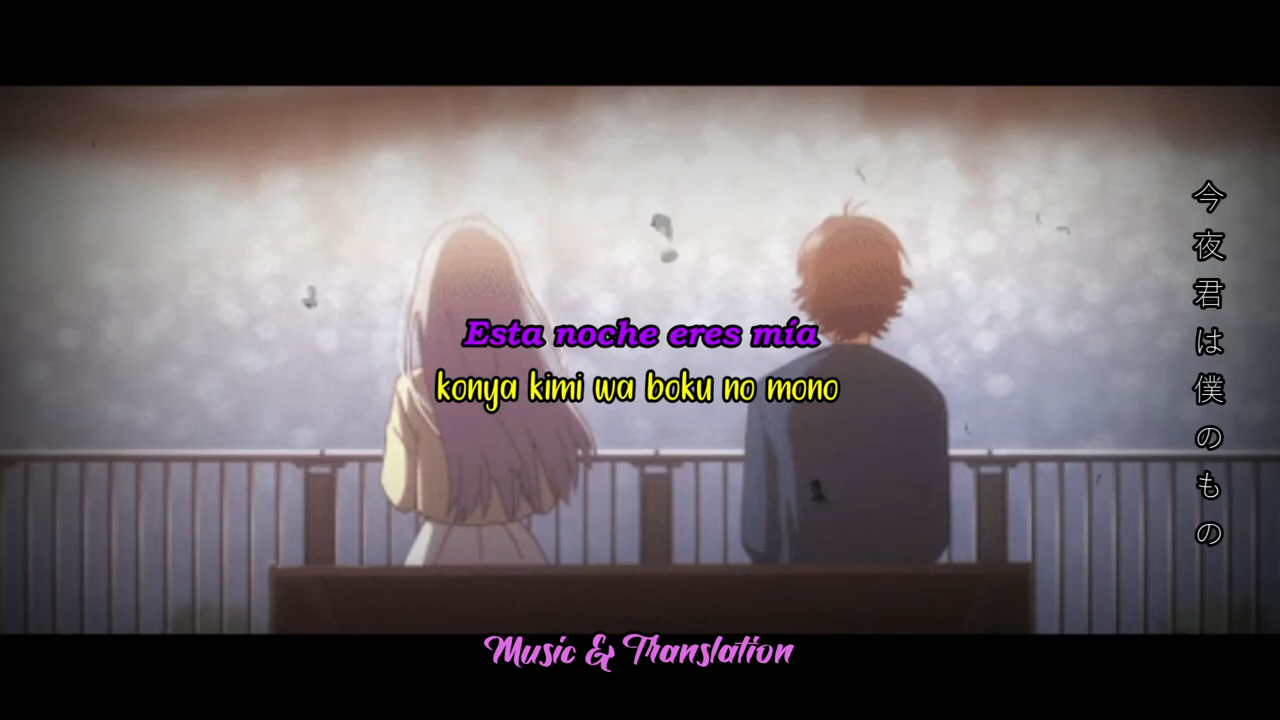 Esta noche eres mía
konya kimi wa boku no mono
今夜君は僕のもの
Music & Translation